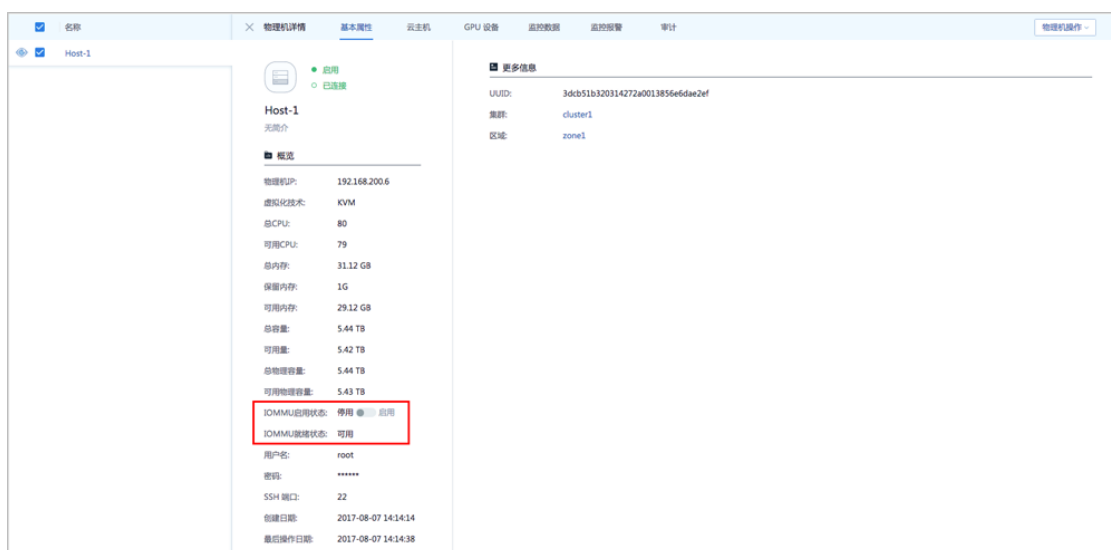 名称
Host-1
物理机详情 基本属性 云主机 GPU 设备 监控数据 监控报警 审计 物理机操作
启用
已连接
Host-1
无简介
概览
物理机IP: 192.168.200.6
虚拟化技术: KVM
总CPU: 80
可用CPU: 79
总内存: 31.12 GB
保留内存: 1G
可用内存: 29.12 GB
总容量: 5.44 TB
可用量: 5.42 TB
总物理容量: 5.44 TB
可用物理容量: 5.43 TB
IOMMU启用状态: 停用 启用
IOMMU就绪状态: 可用
用户名: root
密码: ******
SSH 端口: 22
创建日期: 2017-08-07 14:14:14
最后操作日期: 2017-08-07 14:14:38
更多信息
UUID: 3dcb51b320314272a0013856e6dae2ef
集群: cluster1
区域: zone1